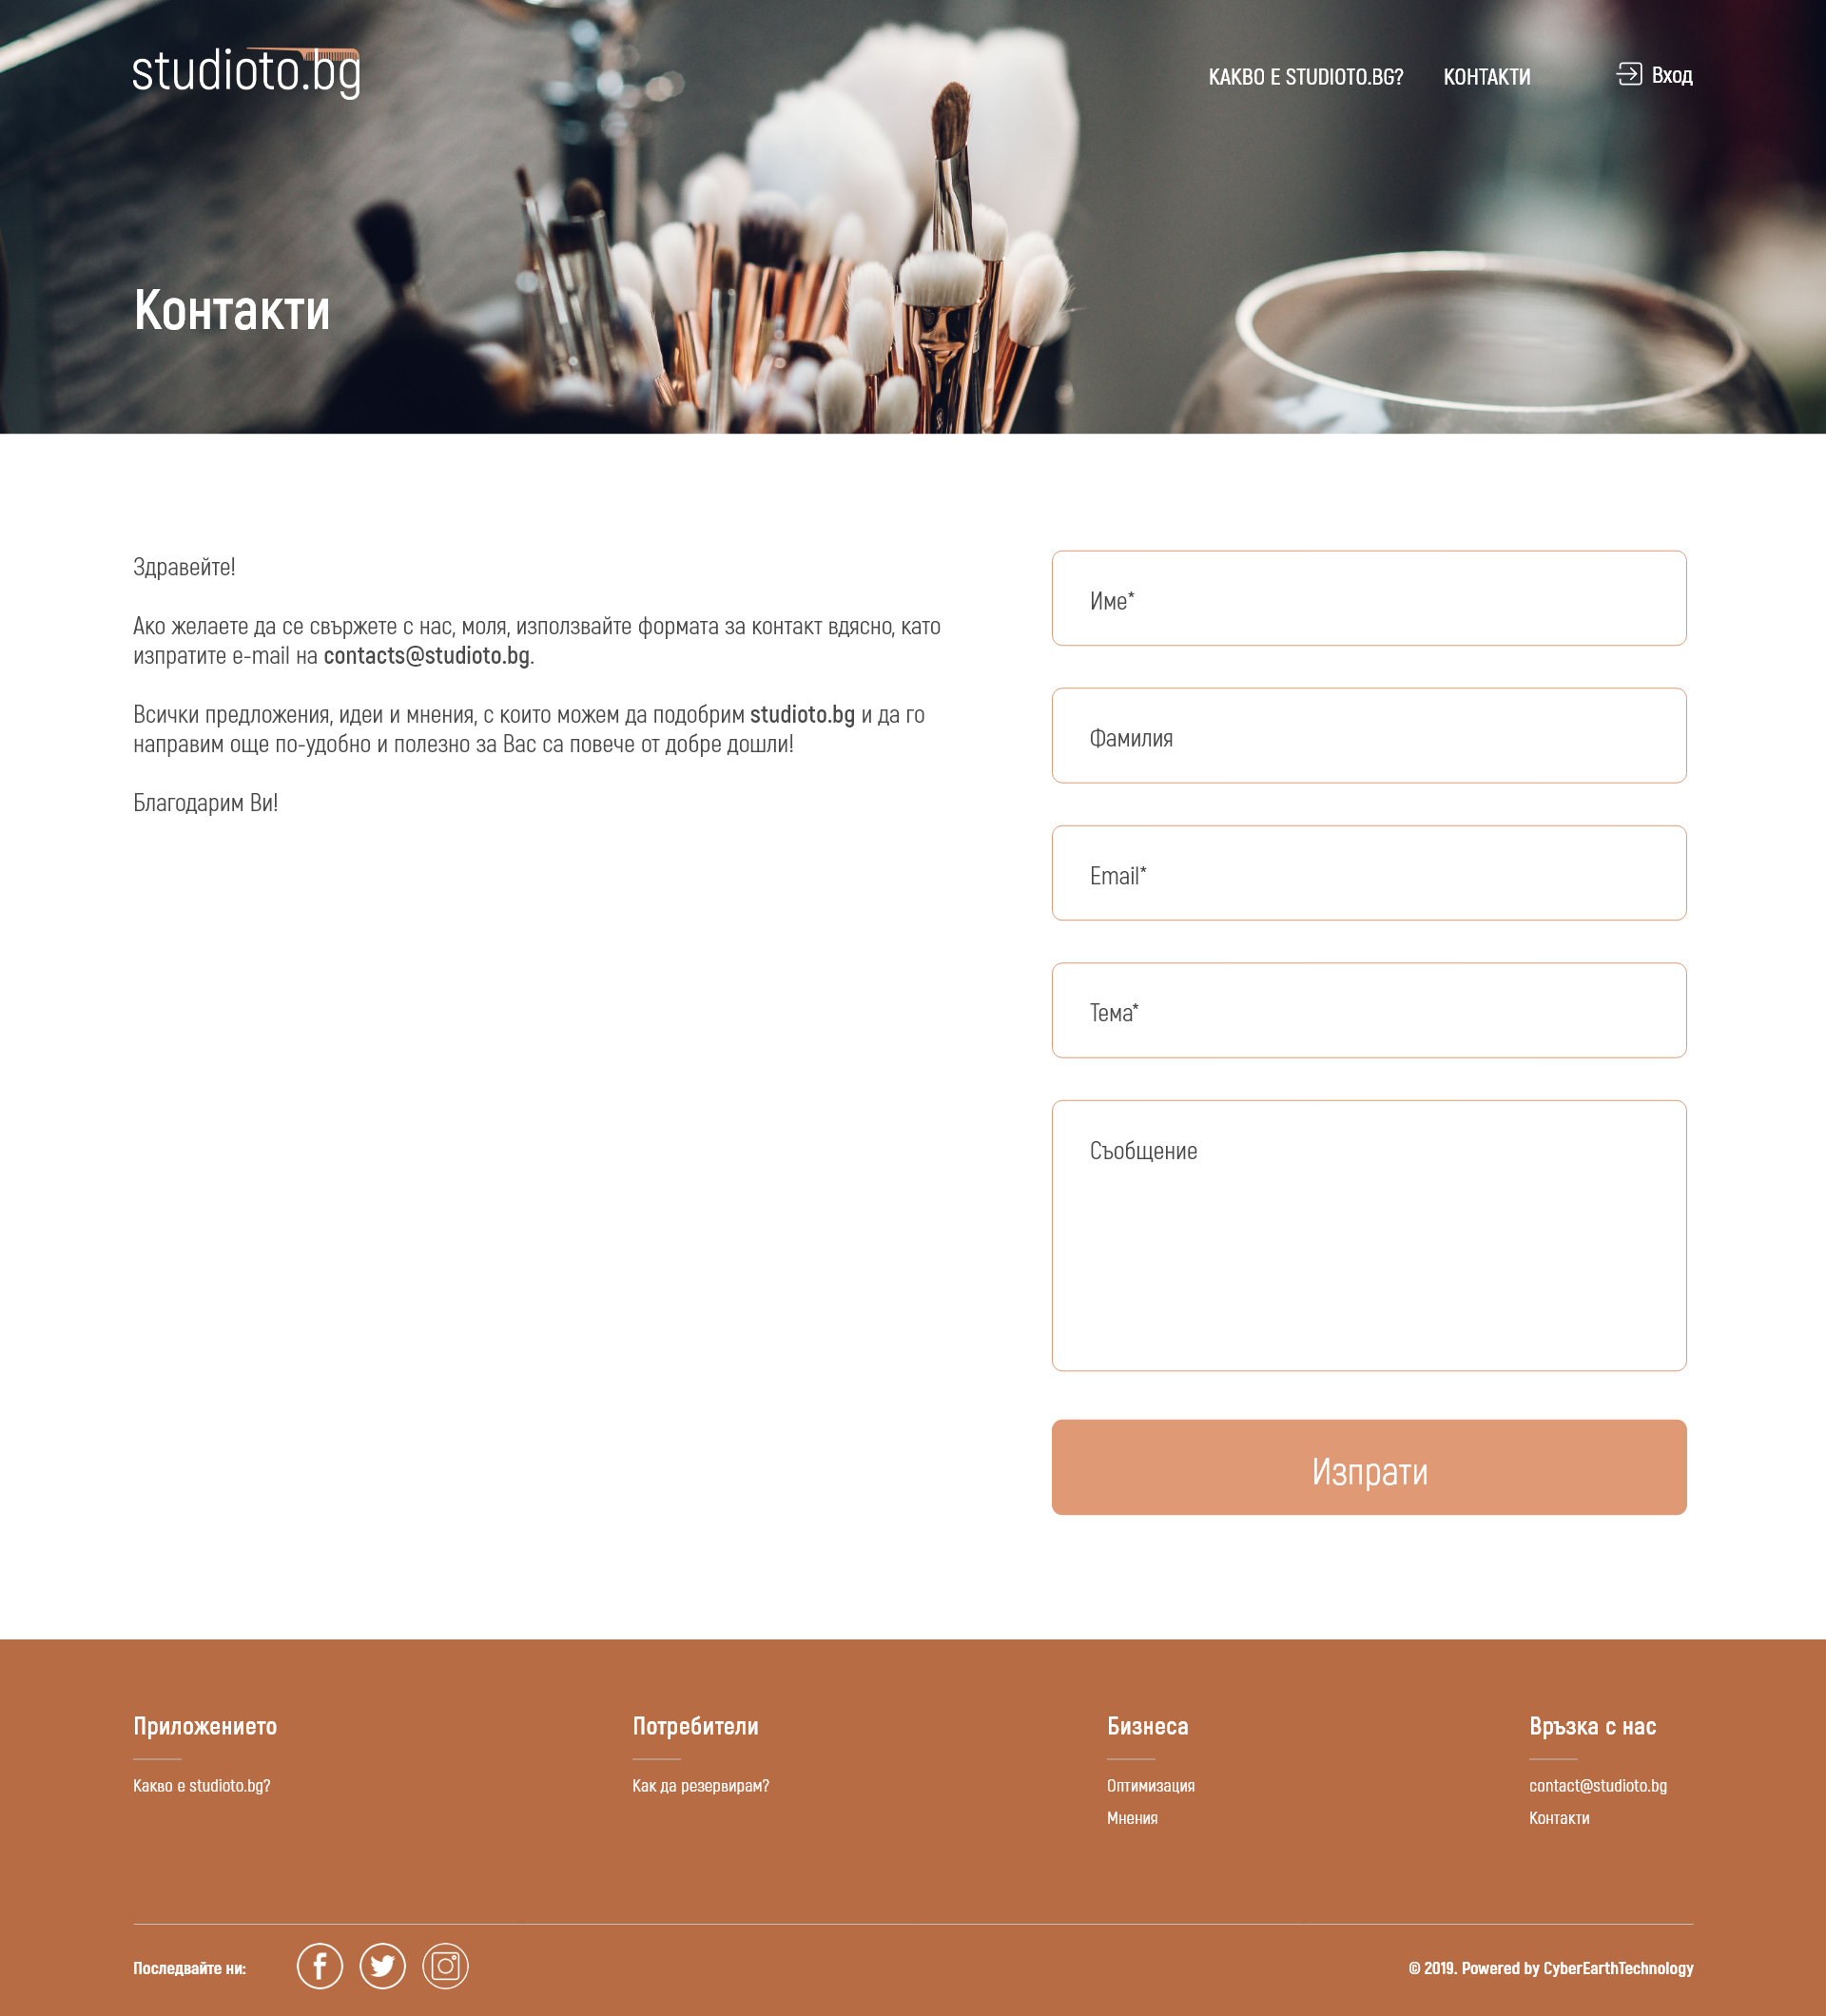 studioto.bg
КАКВО Е STUDIOTO.BG?
КОНТАКТИ
Вход
Контакти
Здравейте!
Ако желаете да се свържете с нас, моля, използвайте формата за контакт вдясно, като
изпратите e-mail на contacts@studioto.bg.
Всички предложения, идеи и мнения, с които можем да подобрим studioto.bg и да го
направим още по-удобно и полезно за Вас са повече от добре дошли!
Благодарим Ви!
Име*
Фамилия
Email*
Тема*
Съобщение
Изпрати
Приложението
Какво е studioto.bg?
Потребители
Как да резервирам?
Бизнеса
Оптимизация
Мнения
Връзка с нас
contact@studioto.bg
Контакти
Последвайте ни:
© 2019. Powered by CyberEarthTechnology